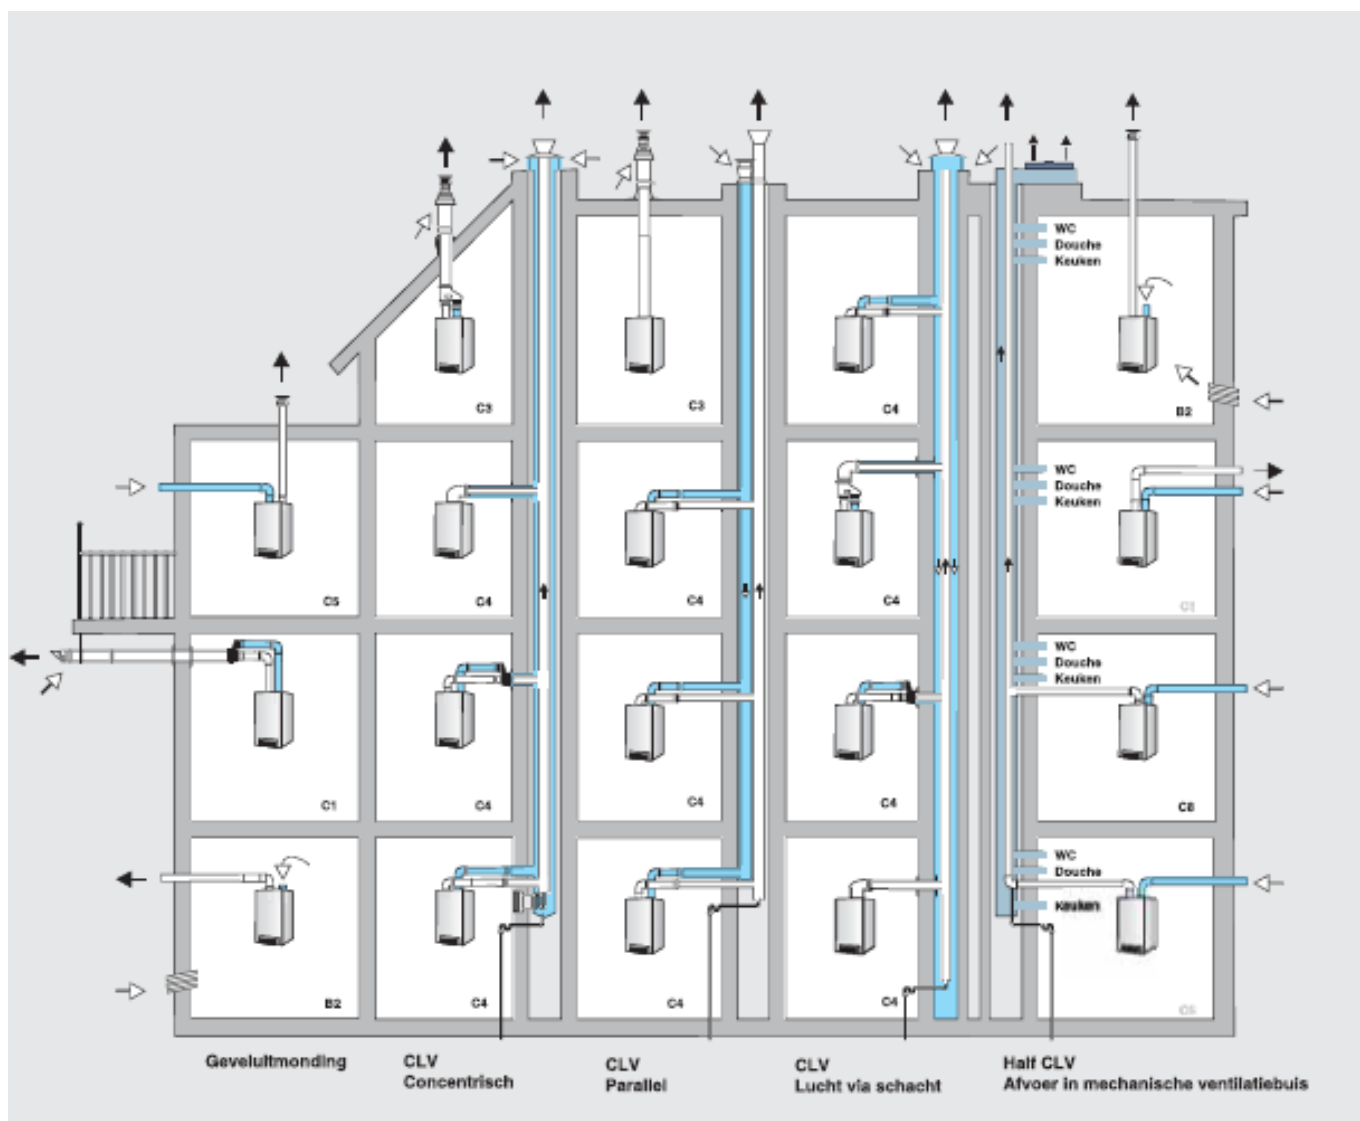 WC
Douche
Keuken
C3
C3
C4
B2
WC
Douche
Keuken
C5
C4
C4
C4
WC
Douche
Keuken
C1
C4
C4
C4
C8
WC
Douche
Keuken
B2
C4
C4
C4
Geveluitmonding
CLV
Concentrisch
CLV
Parallel
CLV
Lucht via schacht
Half CLV
Afvoer in mechanische ventilatiebuis